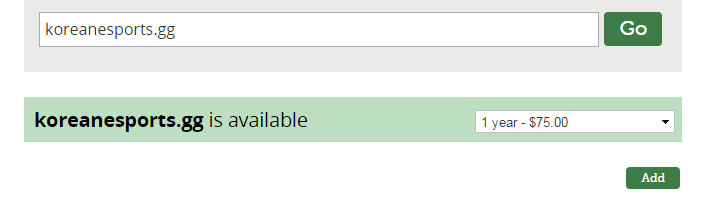 koreanesports.gg Go
koreanesports.gg is available 1 year - $75.00
Add